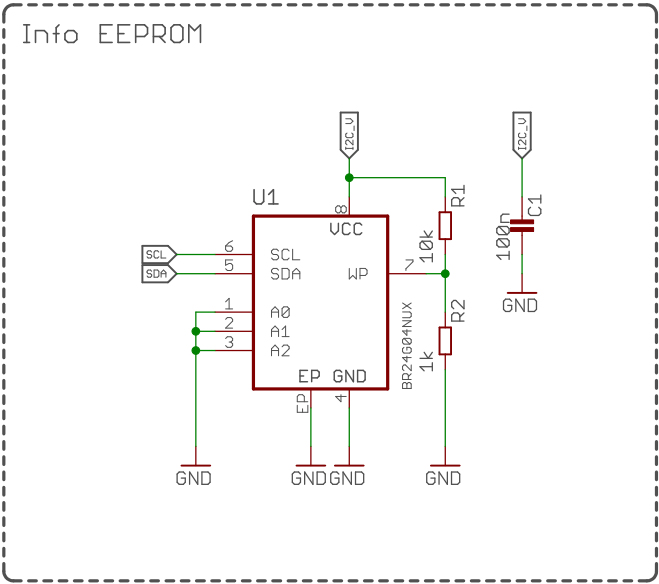 Info EEPROM
I2C_V
I2C_V
U1
8
VCC
R1
10k
C1
100n
SCL
6
SCL
SDA
5
SDA
WP
7
GND
1
A0
2
A1
3
A2
BR24G04NUX
R2
1k
EP
GND
EP
4
GND
GND
GND
GND